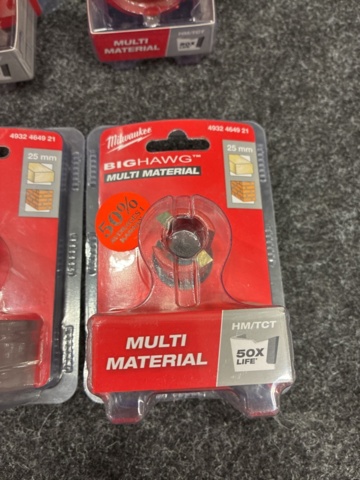 MULTI
MATERIAL
4932 4649 21
25 mm
Milwaukee
4932 4649 21
BIGHAWG™
MULTI MATERIAL
25 mm
50%
MULTI
MATERIAL
HM/TCT
50X
LIFE*